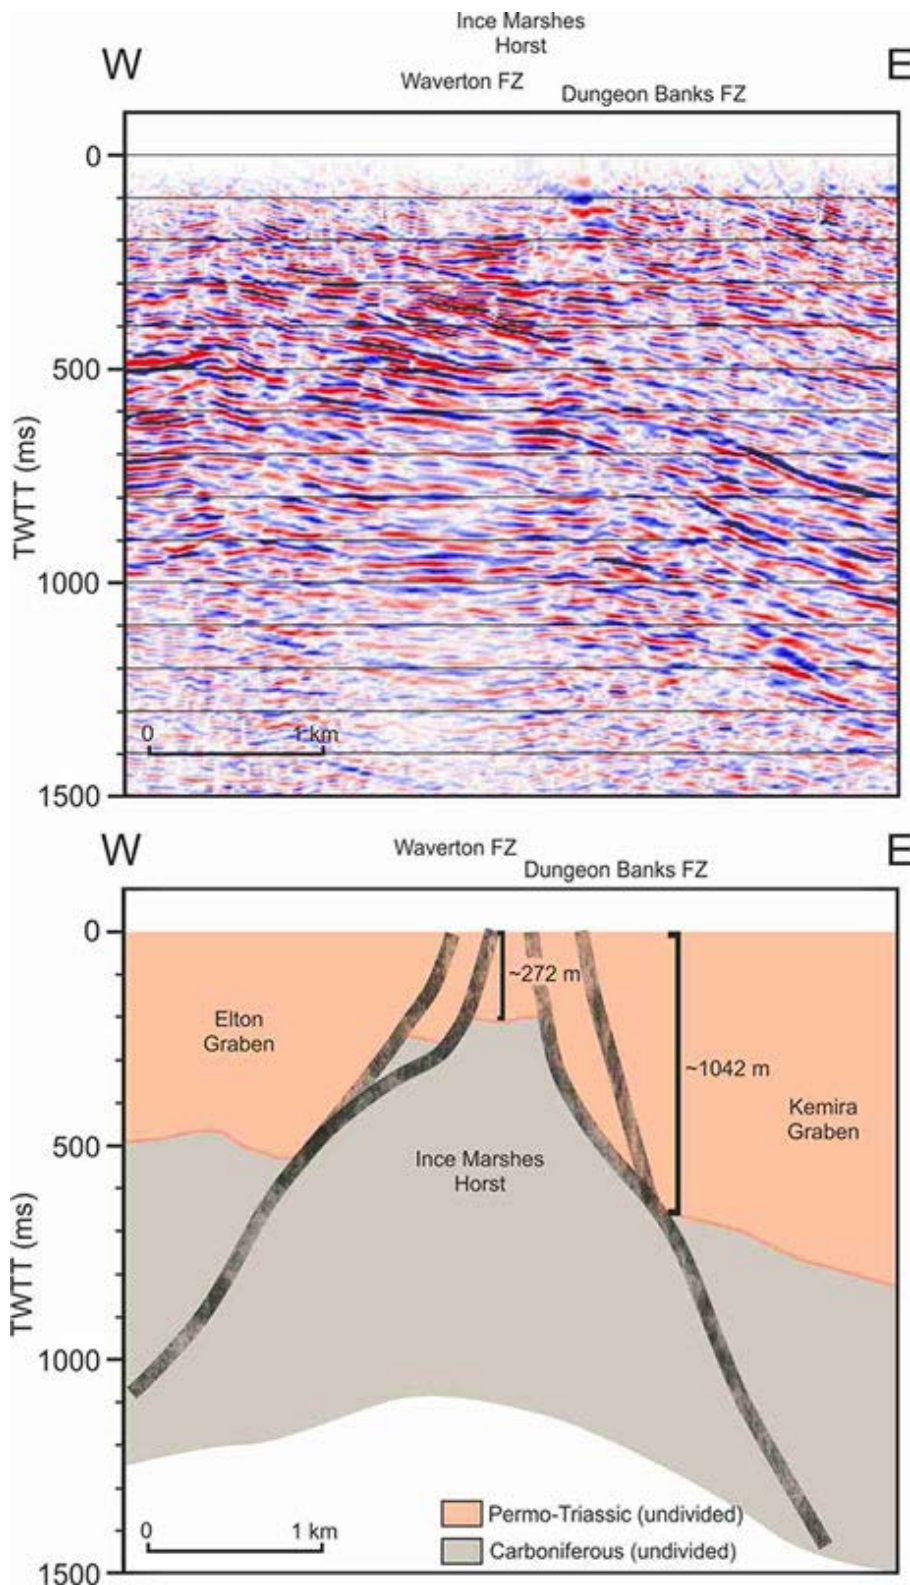 Ince Marshes
Horst
W
E
Waverton FZ
Dungeon Banks FZ
0
500
1000
1500
TWTT (ms)
0
1 km
W
E
Waverton FZ
Dungeon Banks FZ
0
500
1000
1500
TWTT (ms)
~272 m
Elton
Graben
~1042 m
Kemira
Graben
Ince Marshes
Horst
Permo-Triassic (undivided)
Carboniferous (undivided)
0
1 km